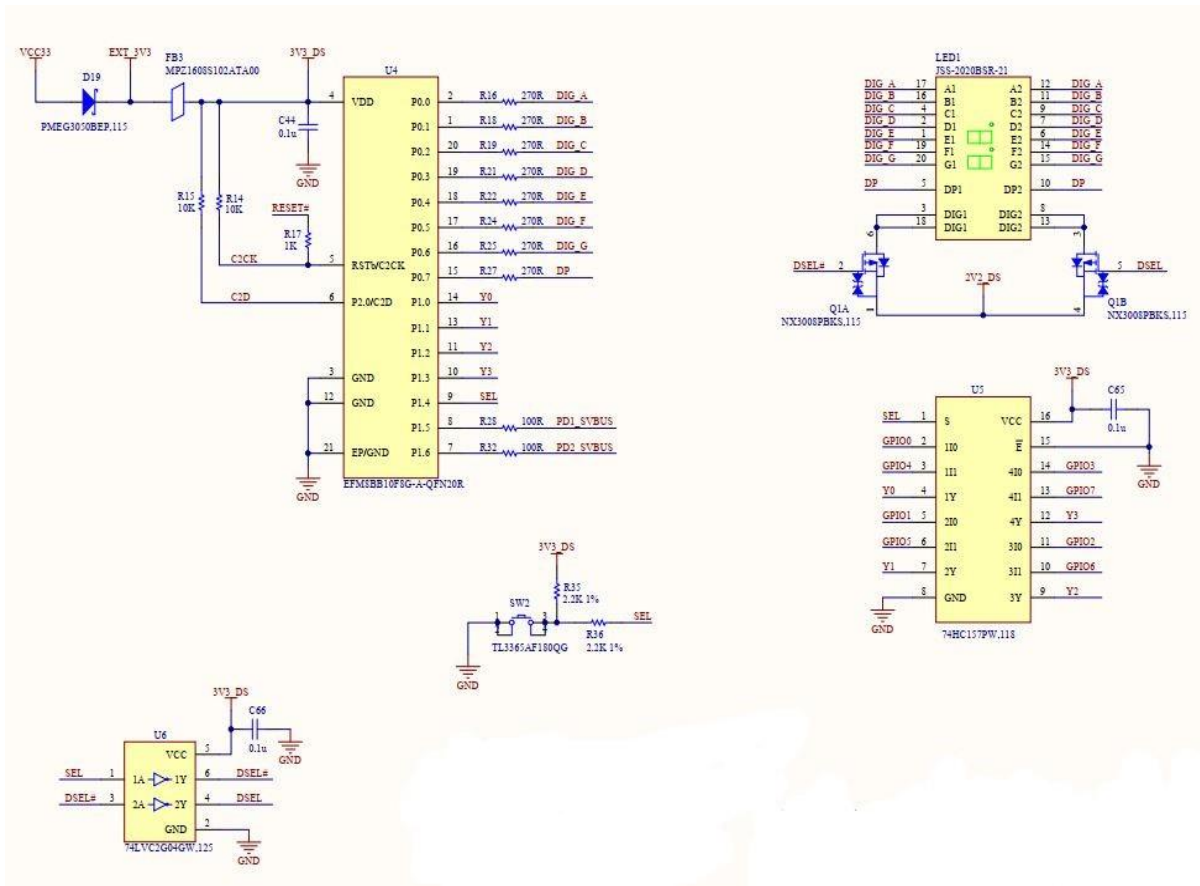 VCC33
EXT_3V3
D19
PMEG3050BEP,115
FB3
MPZ1608S102ATA00
3V3_DS
C44
0.1u
GND
R15
10K
R14
10K
RESET#
R17
1K
C2CK
C2D
GND
U4
4 VDD P0.0 2 R16 270R DIG_A
P0.1 1 R18 270R DIG_B
P0.2 20 R19 270R DIG_C
P0.3 19 R21 270R DIG_D
P0.4 18 R22 270R DIG_E
P0.5 17 R24 270R DIG_F
P0.6 16 R25 270R DIG_G
5 RSTb/C2CK P0.7 15 R27 270R DP
6 P2.0/C2D P1.0 14 Y0
P1.1 13 Y1
P1.2 11 Y2
3 GND P1.3 10 Y3
12 GND P1.4 9 SEL
P1.5 8 R28 100R PD1_SVBUS
21 EP/GND P1.6 7 R32 100R PD2_SVBUS
EFM8BB10F8G-A-QFN20R
LED1
JSS-2020BSR-21
DIG_A 17 A1 A2 12 DIG_A
DIG_B 16 B1 B2 11 DIG_B
DIG_C 4 C1 C2 9 DIG_C
DIG_D 2 D1 D2 7 DIG_D
DIG_E 1 E1 E2 6 DIG_E
DIG_F 19 F1 F2 14 DIG_F
DIG_G 20 G1 G2 15 DIG_G
DP 5 DP1 DP2 10 DP
3 DIG1 DIG2 8
18 DIG1 DIG2 13
6
3
DSEL# 2
5 DSEL
2V2_DS
1
4
Q1A
NX3008PBKS,115
Q1B
NX3008PBKS,115
3V3_DS
C65
0.1u
GND
U5
SEL 1 S VCC 16
GPIO0 2 1I0 E 15
GPIO4 3 1I1 4I0 14 GPIO3
Y0 4 1Y 4I1 13 GPIO7
GPIO1 5 2I0 4Y 12 Y3
GPIO5 6 2I1 3I0 11 GPIO2
Y1 7 2Y 3I1 10 GPIO6
8 GND 3Y 9 Y2
GND
74HC157PW,118
3V3_DS
R35
2.2K 1%
SW2
1
3
TL3365AF180QG
R36
2.2K 1%
SEL
GND
3V3_DS
C66
0.1u
GND
U6
VCC 5
SEL 1 1A 1Y 6 DSEL#
DSEL# 3 2A 2Y 4 DSEL
GND 2
GND
74LVC2G04GW,125